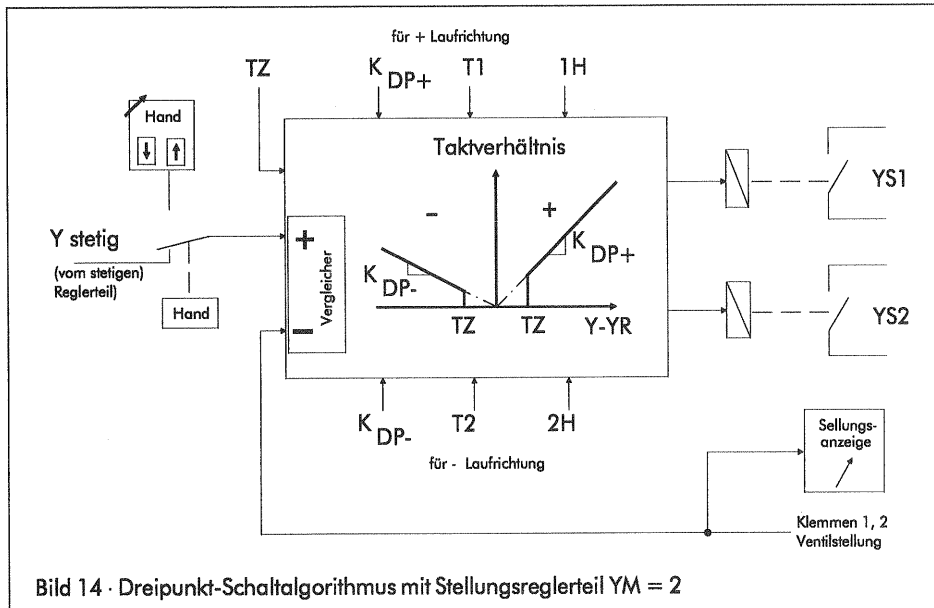 für + Laufrichtung
TZ
K DP+
T1
1H
Hand
Taktverhältnis
YS1
-
+
Y stetig
(vom stetigen)
Reglerteil)
+
Vergleicher
K DP+
K DP-
Hand
TZ
TZ
Y-YR
YS2
K DP-
T2
2H
für - Laufrichtung
Sellungs-
anzeige
Klemmen 1, 2
Ventilstellung
Bild 14 · Dreipunkt-Schaltalgorithmus mit Stellungsreglerteil YM = 2